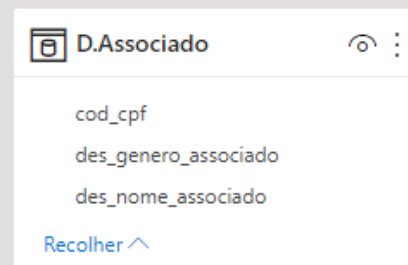 D.Associado
cod_cpf
des_genero_associado
des_nome_associado
Recolher